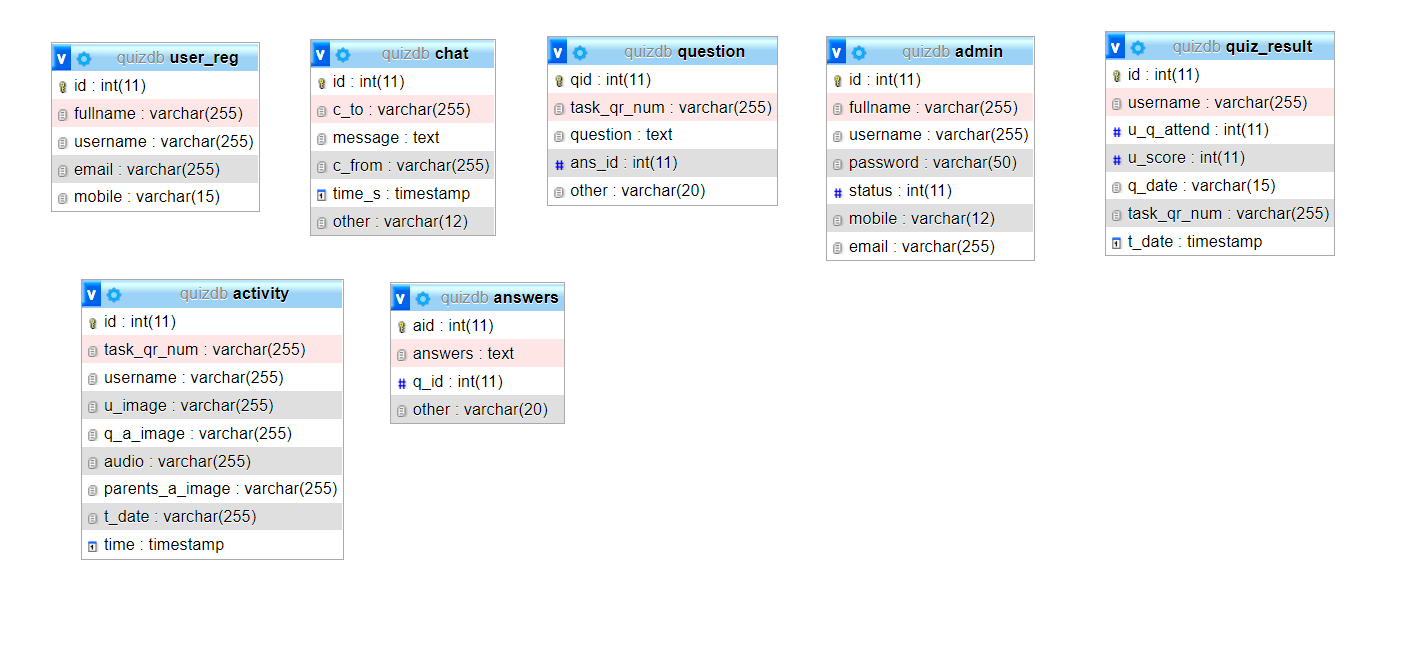 v quizdb user_reg
id : int(11)
fullname : varchar(255)
username : varchar(255)
email : varchar(255)
mobile : varchar(15)
v quizdb chat
id : int(11)
c_to : varchar(255)
message : text
c_from : varchar(255)
time_s : timestamp
other : varchar(12)
v quizdb question
qid : int(11)
task_qr_num : varchar(255)
question : text
# ans_id : int(11)
other : varchar(20)
v quizdb admin
id : int(11)
fullname : varchar(255)
username : varchar(255)
password : varchar(50)
# status : int(11)
mobile : varchar(12)
email : varchar(255)
v quizdb quiz_result
id : int(11)
username : varchar(255)
# u_q_attend : int(11)
# u_score : int(11)
q_date : varchar(15)
task_qr_num : varchar(255)
t_date : timestamp
v quizdb activity
id : int(11)
task_qr_num : varchar(255)
username : varchar(255)
u_image : varchar(255)
q_a_image : varchar(255)
audio : varchar(255)
parents_a_image : varchar(255)
t_date : varchar(255)
time : timestamp
v quizdb answers
aid : int(11)
answers : text
# q_id : int(11)
other : varchar(20)